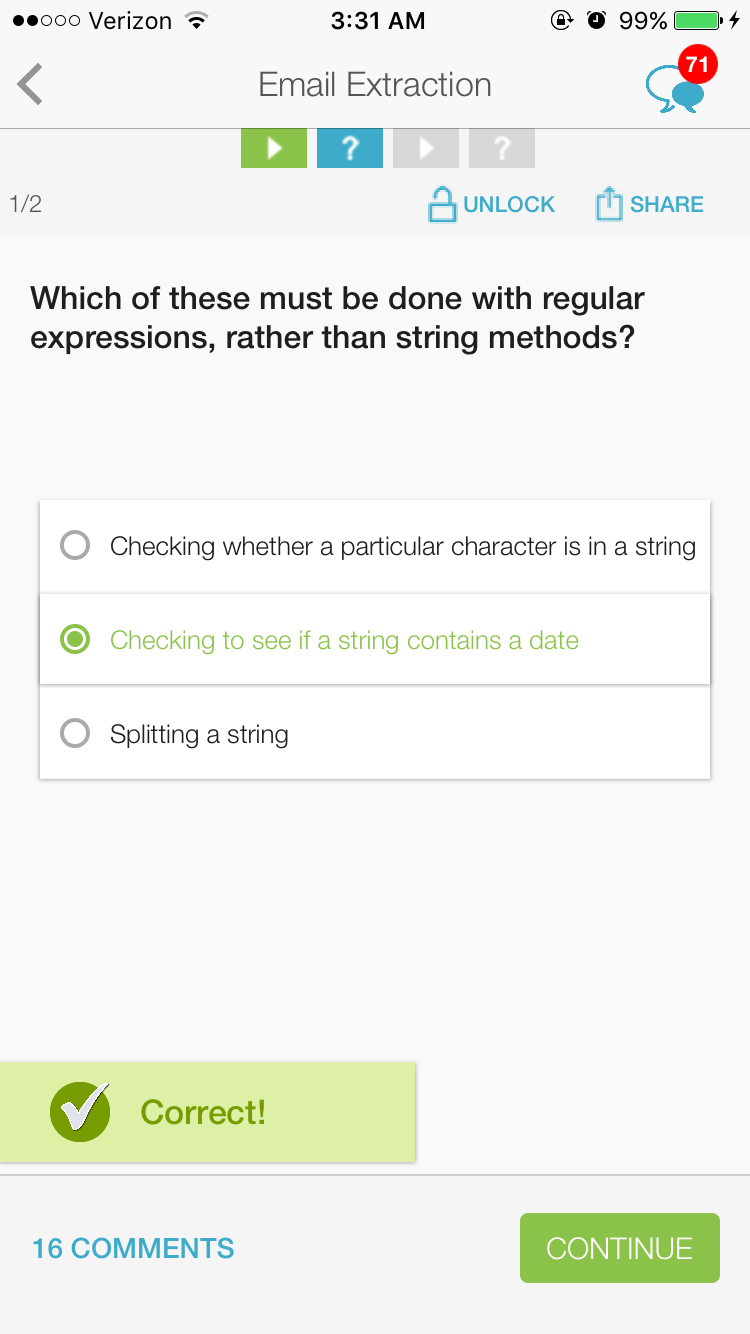 Verizon 3:31 AM 99%
Email Extraction 71
?
?
1/2 UNLOCK SHARE
Which of these must be done with regular
expressions, rather than string methods?
Checking whether a particular character is in a string
Checking to see if a string contains a date
Splitting a string
Correct!
16 COMMENTS CONTINUE